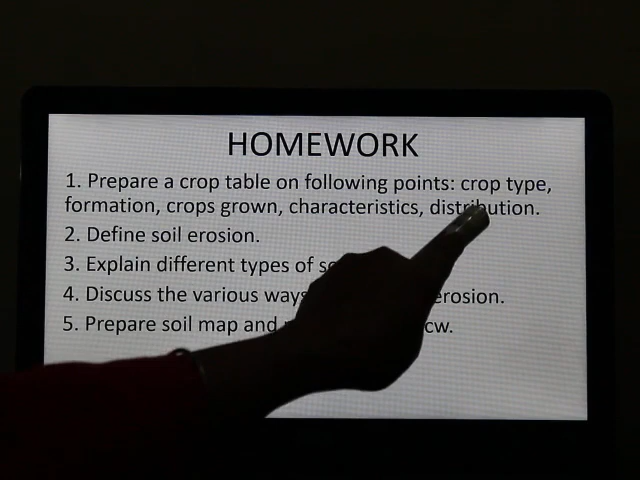 HOMEWORK
1. Prepare a crop table on following points: crop type,
formation, crops grown, characteristics, distribution.
2. Define soil erosion.
3. Explain different types of
4. Discuss the various ways erosion.
5. Prepare soil map and cw.